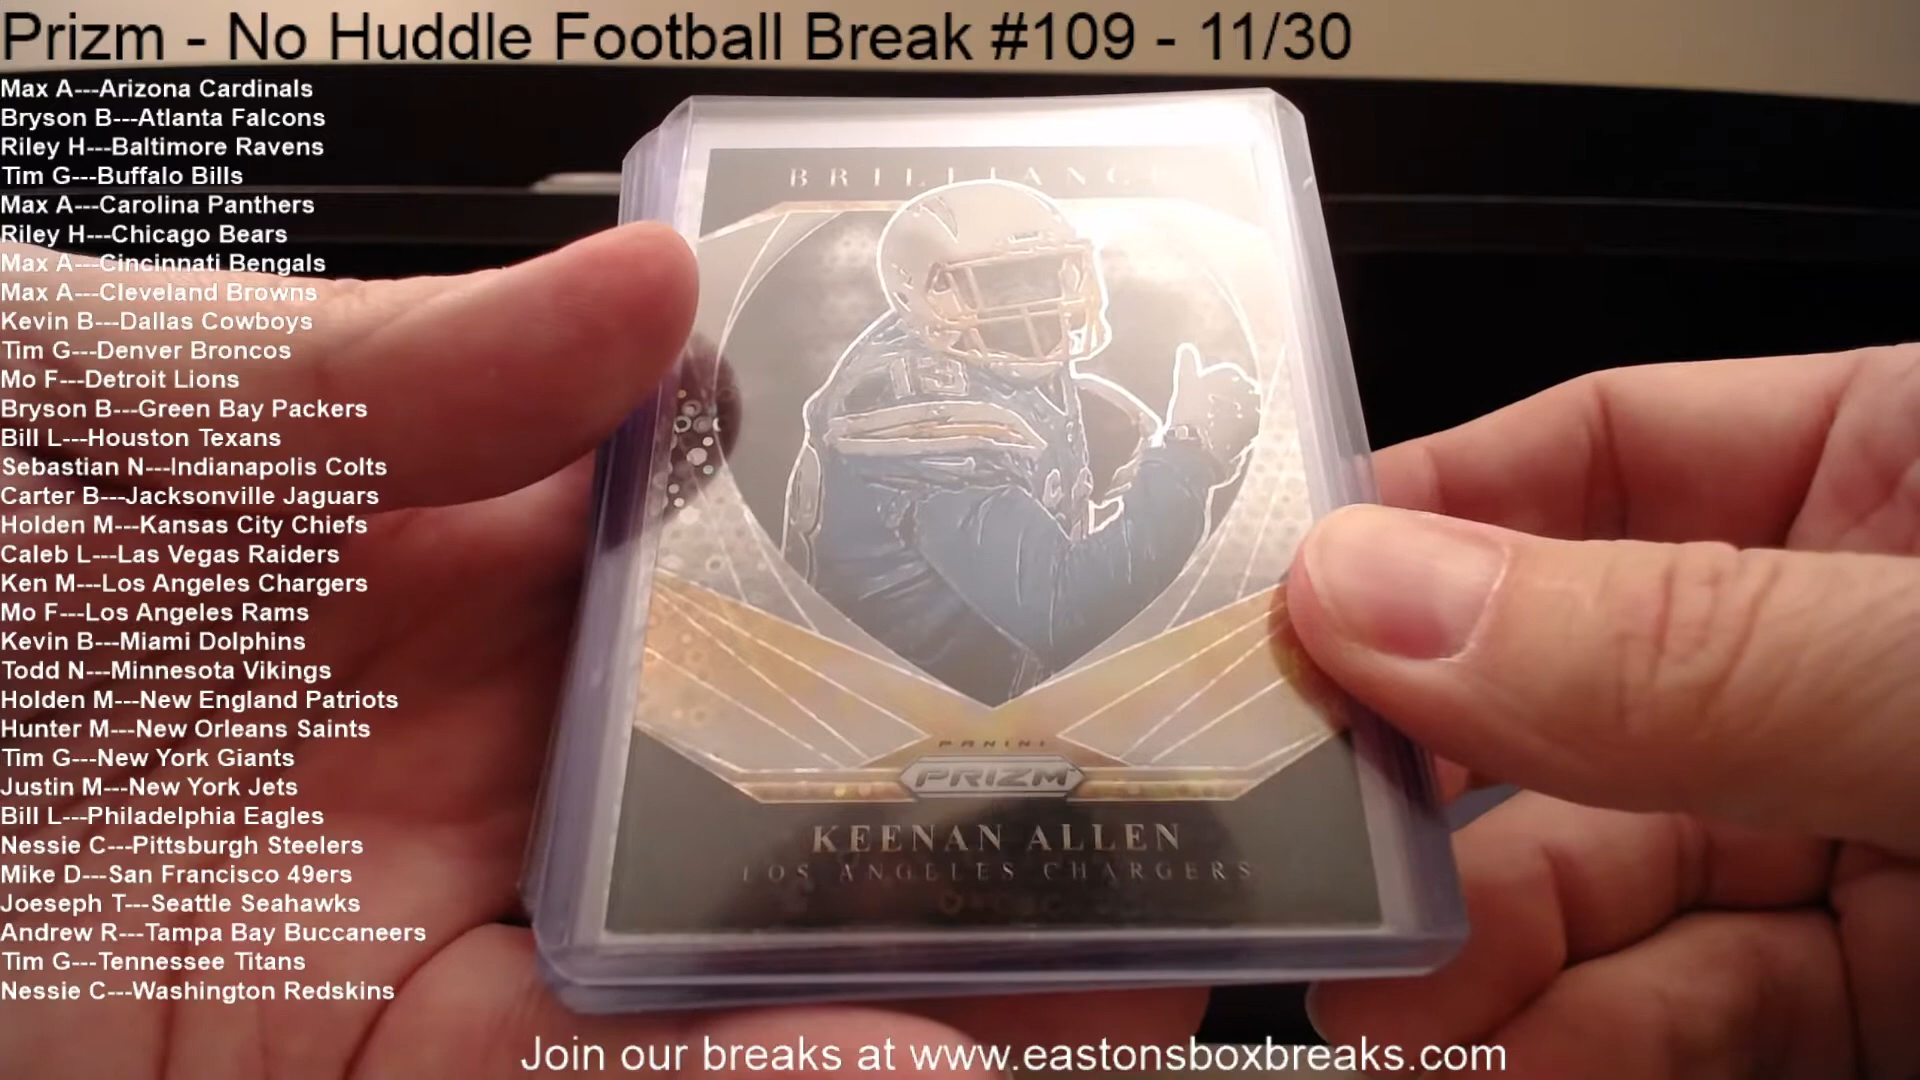 Prizm - No Huddle Football Break #109 - 11/30
Max A---Arizona Cardinals
Bryson B---Atlanta Falcons
Riley H---Baltimore Ravens
Tim G---Buffalo Bills
Max A---Carolina Panthers
Riley H---Chicago Bears
Max A---Cincinnati Bengals
Max A---Cleveland Browns
Kevin B---Dallas Cowboys
Tim G---Denver Broncos
Mo F---Detroit Lions
Bryson B---Green Bay Packers
Bill L---Houston Texans
Sebastian N---Indianapolis Colts
Carter B---Jacksonville Jaguars
Holden M---Kansas City Chiefs
Caleb L---Las Vegas Raiders
Ken M---Los Angeles Chargers
Mo F---Los Angeles Rams
Kevin B---Miami Dolphins
Todd N---Minnesota Vikings
Holden M---New England Patriots
Hunter M---New Orleans Saints
Tim G---New York Giants
Justin M---New York Jets
Bill L---Philadelphia Eagles
Nessie C---Pittsburgh Steelers
Mike D---San Francisco 49ers
Joeseph T---Seattle Seahawks
Andrew R---Tampa Bay Buccaneers
Tim G---Tennessee Titans
Nessie C---Washington Redskins
BRILLIANCE
13
PANINI
PRIZM
KEENAN ALLEN
LOS ANGELES CHARGERS
Join our breaks at www.eastonsboxbreaks.com